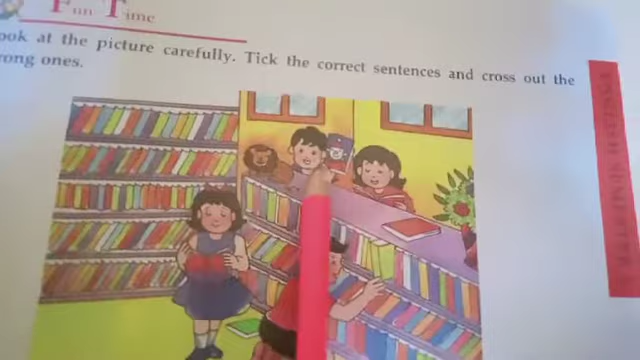 Fun Time
ook at the picture carefully. Tick the correct sentences and cross out the
rong ones.